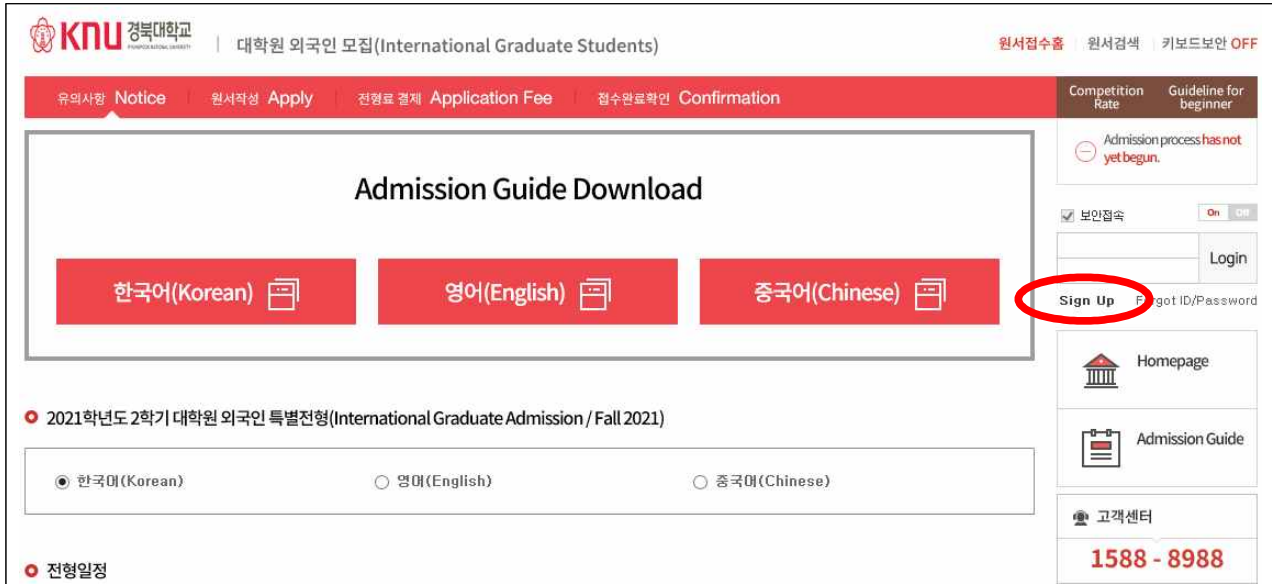 KNU 경북대학교
대학원 외국인 모집(International Graduate Students)
원서접수홈 원서검색 키보드보안 OFF
유의사항 Notice 원서작성 Apply 전형료 결제 Application Fee 접수완료확인 Confirmation
Competition Rate
Guideline for beginner
Admission process has not
yet begun.
Admission Guide Download
한국어(Korean) 영어(English) 중국어(Chinese)
보안접속 On Off
Login
Sign Up Forgot ID/Password
Homepage
Admission Guide
2021학년도 2학기 대학원 외국인 특별전형(International Graduate Admission / Fall 2021)
한국어(Korean) 영어(English) 중국어(Chinese)
고객센터
1588 - 8988
전형일정